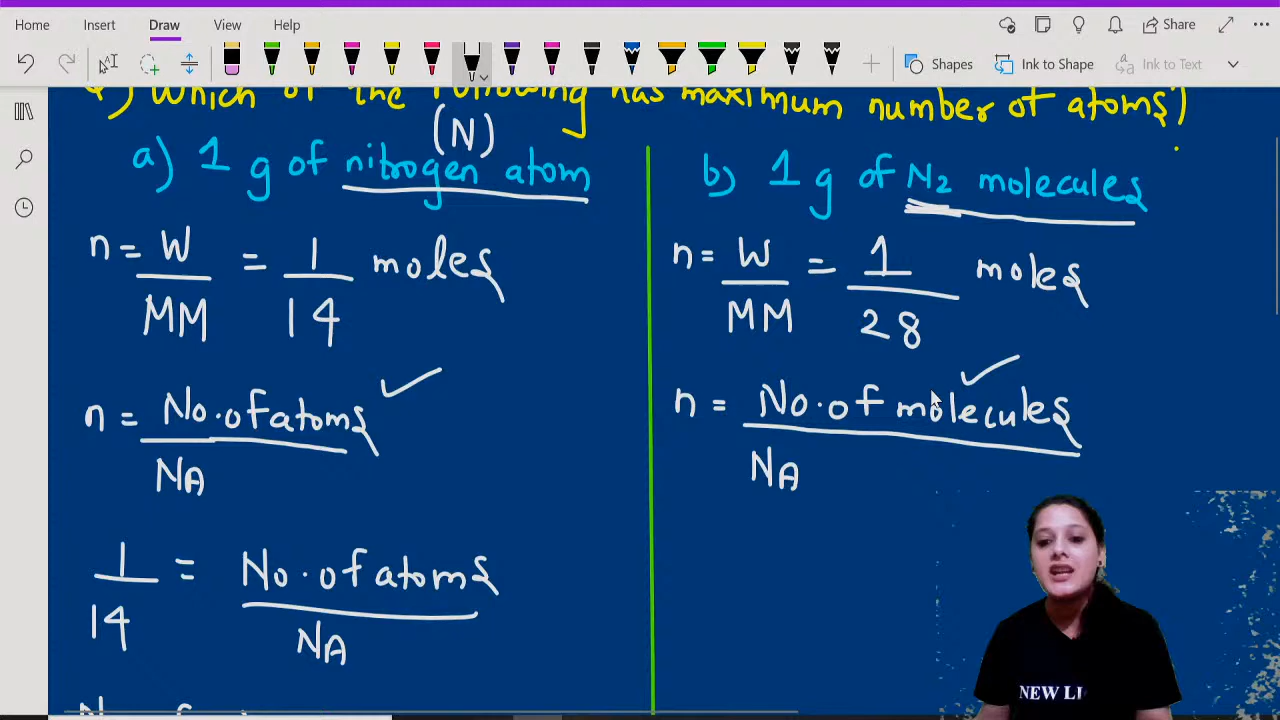 Home Insert Draw View Help Share
Shapes Ink to Shape Ink to Text
Which of the following has maximum number of atoms?
(N)
a) 1 g of nitrogen atom
n = W / MM = 1 / 14 moles
n = No. of atoms / NA
1 / 14 = No. of atoms / NA
b) 1 g of N2 molecules
n = W / MM = 1 / 28 moles
n = No. of molecules / NA
NEW LI